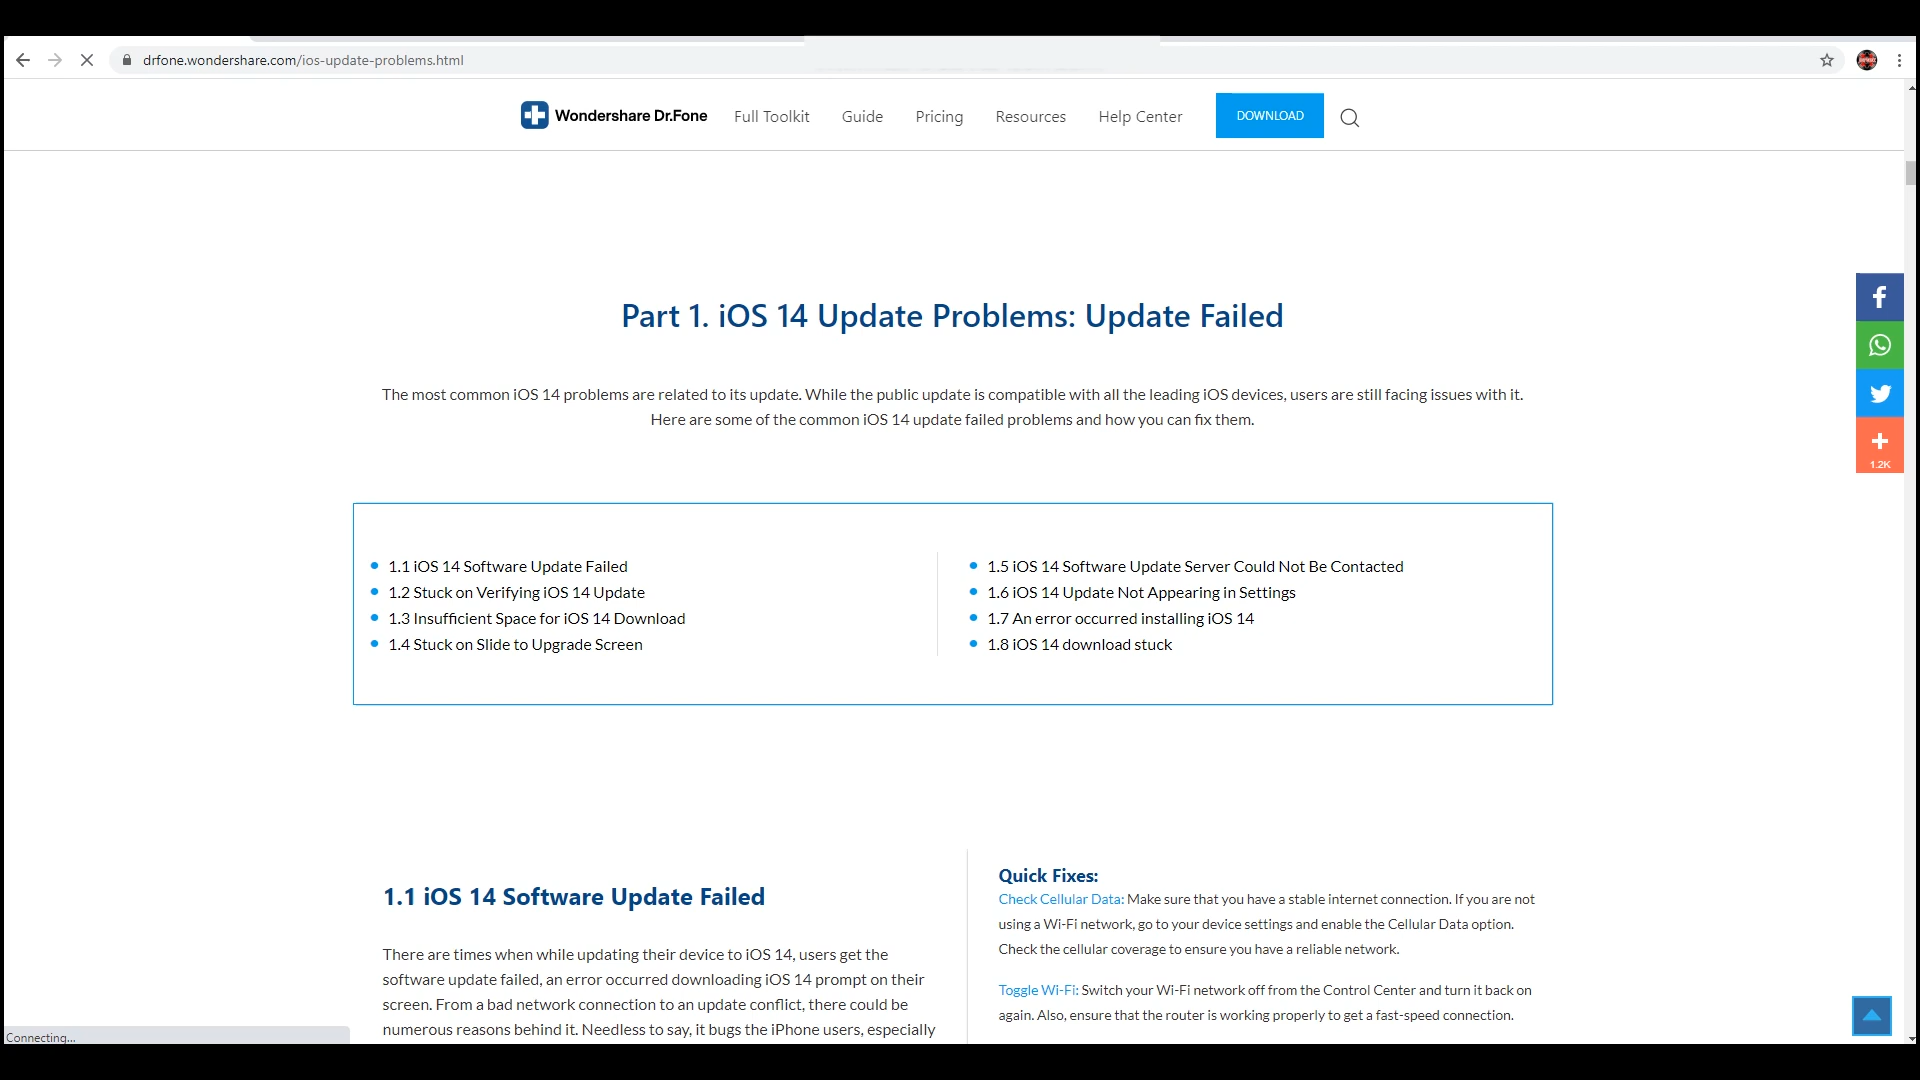 drfone.wondershare.com/ios-update-problems.html
Wondershare Dr.Fone Full Toolkit Guide Pricing Resources Help Center DOWNLOAD
Part 1. iOS 14 Update Problems: Update Failed
The most common iOS 14 problems are related to its update. While the public update is compatible with all the leading iOS devices, users are still facing issues with it.
Here are some of the common iOS 14 update failed problems and how you can fix them.
1.2K
1.1 iOS 14 Software Update Failed
1.2 Stuck on Verifying iOS 14 Update
1.3 Insufficient Space for iOS 14 Download
1.4 Stuck on Slide to Upgrade Screen
1.5 iOS 14 Software Update Server Could Not Be Contacted
1.6 iOS 14 Update Not Appearing in Settings
1.7 An error occurred installing iOS 14
1.8 iOS 14 download stuck
1.1 iOS 14 Software Update Failed
There are times when while updating their device to iOS 14, users get the
software update failed, an error occurred downloading iOS 14 prompt on their
screen. From a bad network connection to an update conflict, there could be
numerous reasons behind it. Needless to say, it bugs the iPhone users, especially
Quick Fixes:
Check Cellular Data: Make sure that you have a stable internet connection. If you are not
using a Wi-Fi network, go to your device settings and enable the Cellular Data option.
Check the cellular coverage to ensure you have a reliable network.
Toggle Wi-Fi: Switch your Wi-Fi network off from the Control Center and turn it back on
again. Also, ensure that the router is working properly to get a fast-speed connection.
Connecting...